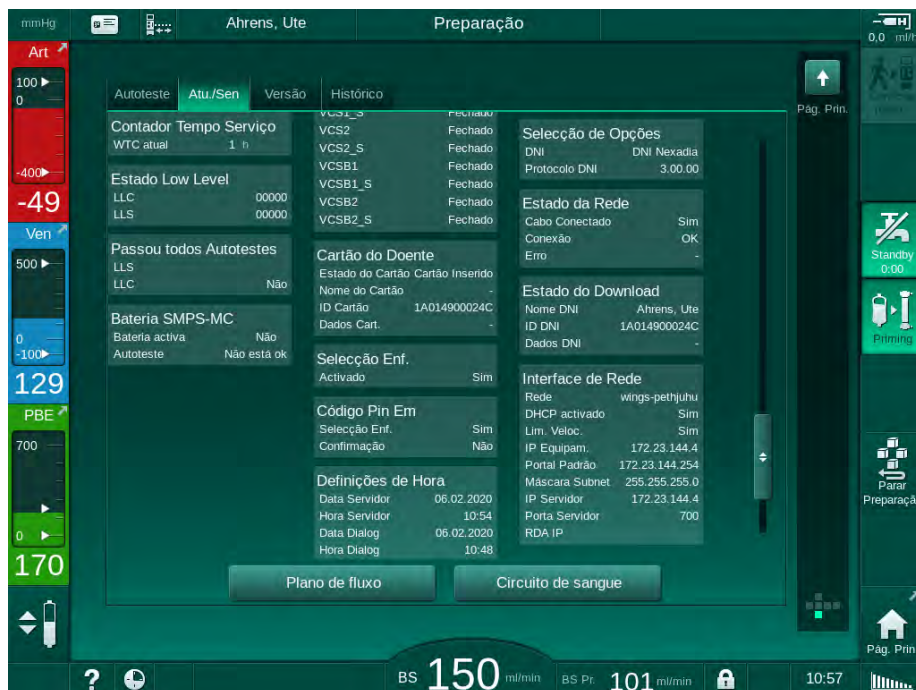 mmHg
Ahrens, Ute
Preparação
0,0 ml/h
Art
100
0
-400
-49
Ven
500
0
-100
129
PBE
700
0
170
Autoteste Atu./Sen Versão Histórico
Pág. Prin.
Contador Tempo Serviço
WTC atual 1 h
Estado Low Level
LLC 00000
LLS 00000
Passou todos Autotestes
LLS
LLC Não
Bateria SMPS-MC
Bateria activa Não
Autoteste Não está ok
VCS1_S Fechado
VCS2 Fechado
VCS2_S Fechado
VCSB1 Fechado
VCSB1_S Fechado
VCSB2 Fechado
VCSB2_S Fechado
Cartão do Doente
Estado do Cartão Cartão Inserido
Nome do Cartão -
ID Cartão 1A014900024C
Dados Cart. -
Selecção Enf.
Activado Sim
Código Pin Em
Selecção Enf. Sim
Confirmação Não
Definições de Hora
Data Servidor 06.02.2020
Hora Servidor 10:54
Data Dialog 06.02.2020
Hora Dialog 10:48
Selecção de Opções
DNI DNI Nexadia
Protocolo DNI 3.00.00
Estado da Rede
Cabo Conectado Sim
Conexão OK
Erro -
Estado do Download
Nome DNI Ahrens, Ute
ID DNI 1A014900024C
Dados DNI -
Interface de Rede
Rede wings-pethjuhu
DHCP activado Sim
Lim. Veloc. Sim
IP Equipam. 172.23.144.4
Portal Padrão 172.23.144.254
Máscara Subnet 255.255.255.0
IP Servidor 172.23.144.4
Porta Servidor 700
RDA IP
Plano de fluxo
Circuito de sangue
Standby
0:00
Priming
Parar
Preparaçã
Pág. Prin
? BS 150 ml/min BS Pr. 101 ml/min 10:57